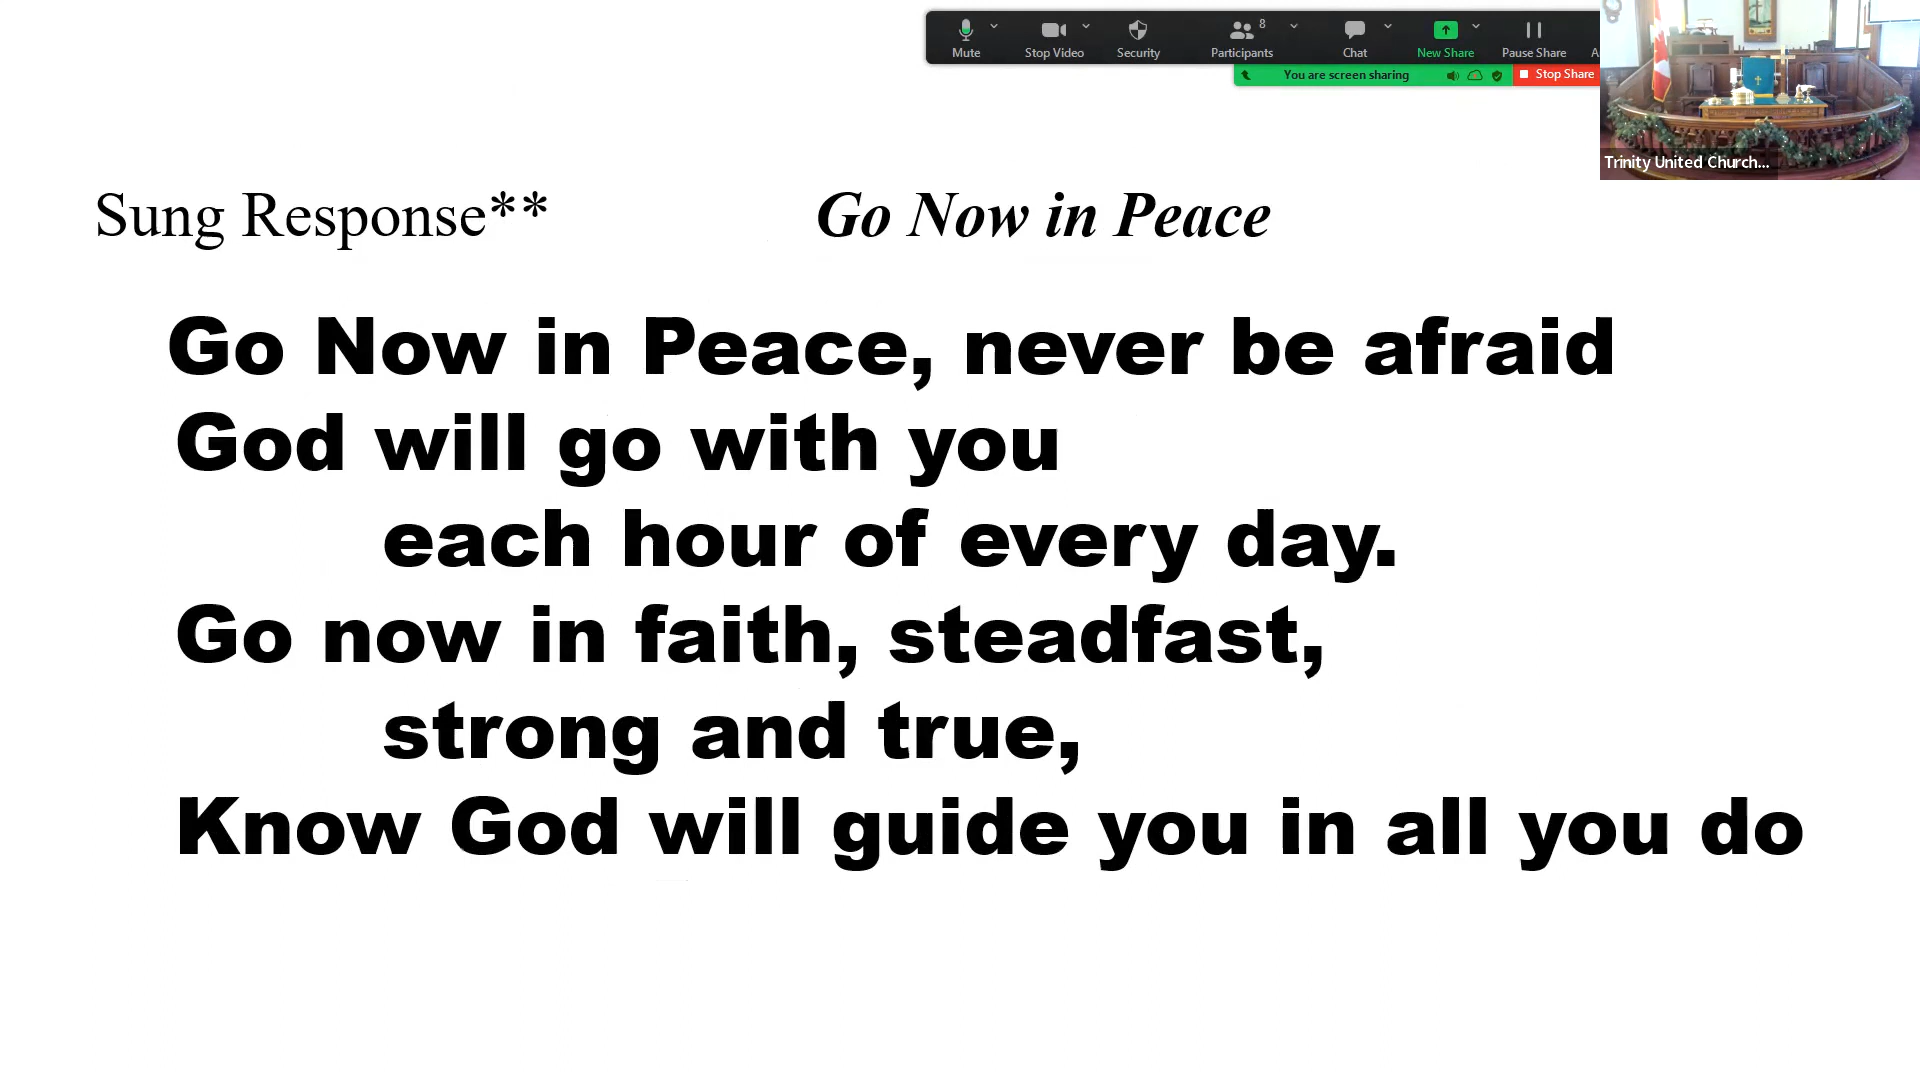 8
Mute
Stop Video
Security
Participants
Chat
New Share
Pause Share
You are screen sharing
Stop Share
Trinity United Church...
Sung Response** Go Now in Peace
Go Now in Peace, never be afraid
God will go with you
each hour of every day.
Go now in faith, steadfast,
strong and true,
Know God will guide you in all you do